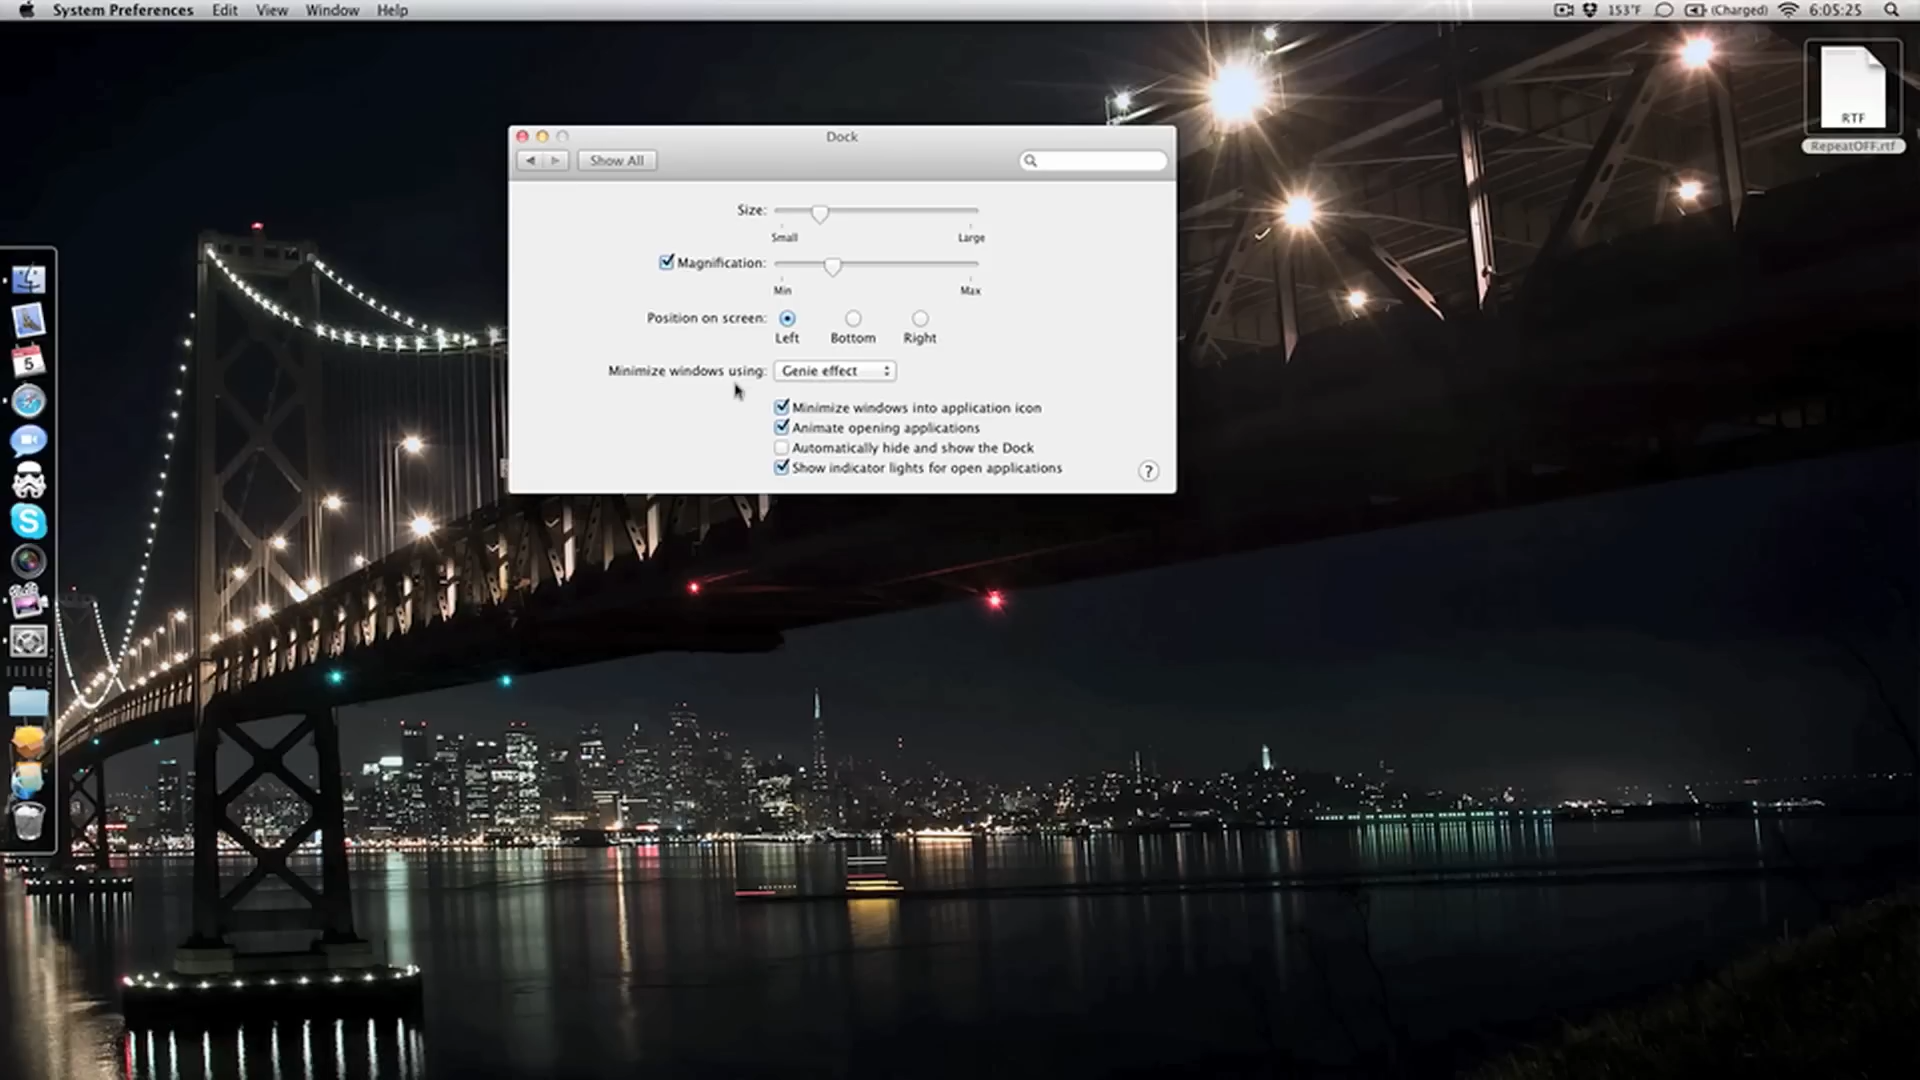 System Preferences Edit View Window Help
153°F (Charged) 6:05:25
RTF
RepeatOFF.rtf
Dock
Show All
Size:
Small Large
Magnification:
Min Max
Position on screen:
Left Bottom Right
Minimize windows using: Genie effect
Minimize windows into application icon
Animate opening applications
Automatically hide and show the Dock
Show indicator lights for open applications
?
5
S